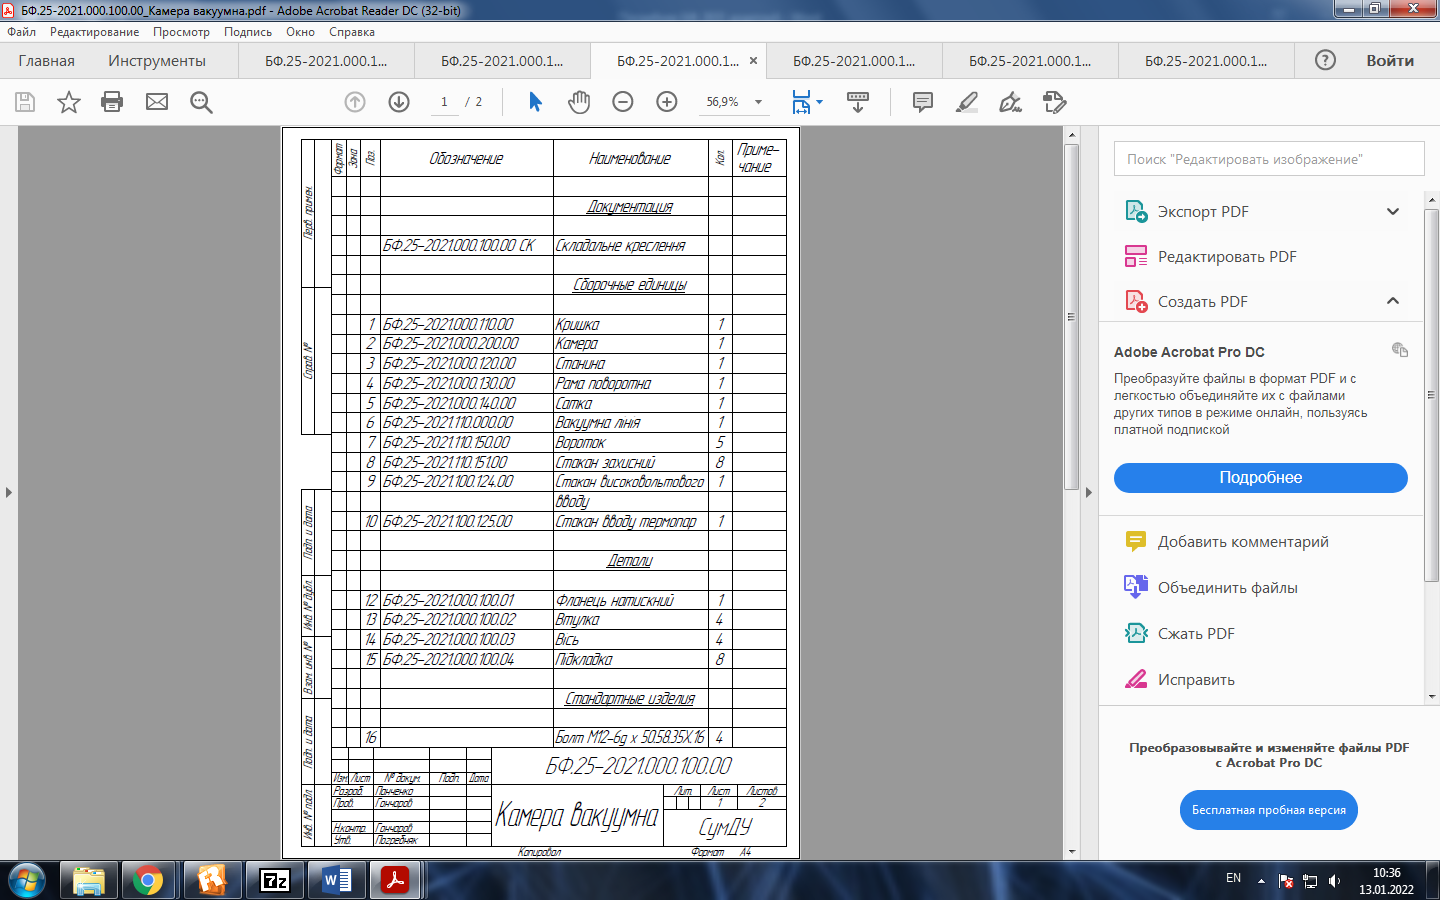 БФ.25-2021.000.100.00_Камера вакуумна.pdf - Adobe Acrobat Reader DC (32-bit)
Файл Редактирование Просмотр Подпись Окно Справка
Главная Инструменты БФ.25-2021.000.1... БФ.25-2021.000.1... БФ.25-2021.000.1... × БФ.25-2021.000.1... БФ.25-2021.000.1... БФ.25-2021.000.1... ? Войти
1 / 2 56,9%
Формат Зона Поз. Обозначение Наименование Кол. Приме-
чание
Документация
БФ.25-2021.000.100.00 СК Складальне креслення
Сборочные единицы
1 БФ.25-2021.000.110.00 Кришка 1
2 БФ.25-2021.000.200.00 Камера 1
3 БФ.25-2021.000.120.00 Станина 1
4 БФ.25-2021.000.130.00 Рама поворотна 1
5 БФ.25-2021.000.140.00 Сатка 1
6 БФ.25-2021.110.000.00 Вакуумна лінія 1
7 БФ.25-2021.110.150.00 Вороток 5
8 БФ.25-2021.110.151.00 Стакан захисний 8
9 БФ.25-2021.100.124.00 Стакан високовольтового 1
вводу
10 БФ.25-2021.100.125.00 Стакан вводу термопар 1
Детали
12 БФ.25-2021.000.100.01 Фланець натискний 1
13 БФ.25-2021.000.100.02 Втулка 4
14 БФ.25-2021.000.100.03 Вісь 4
15 БФ.25-2021.000.100.04 Підкладка 8
Стандартные изделия
16 Болт М12-6g x 50.58.35Х.16 4
Перв. примен.
Справ. №
Подп. и дата
Инв. № дубл.
Взам. инв. №
Подп. и дата
Инв. № подл.
БФ.25-2021.000.100.00
Изм. Лист № докум. Подп. Дата
Разраб. Панченко
Пров. Гончаров
Н.контр. Гончаров
Утв. Погребняк
Камера вакуумна
Лит. Лист Листов
1 2
СумДУ
Копировал Формат А4
Поиск "Редактировать изображение"
Экспорт PDF
Редактировать PDF
Создать PDF
Adobe Acrobat Pro DC
Преобразуйте файлы в формат PDF и с
легкостью объединяйте их с файлами
других типов в режиме онлайн, пользуясь
платной подпиской
Подробнее
Добавить комментарий
Объединить файлы
Сжать PDF
Исправить
Преобразовывайте и изменяйте файлы PDF
с Acrobat Pro DC
Бесплатная пробная версия
7z
W
EN
10:36
13.01.2022